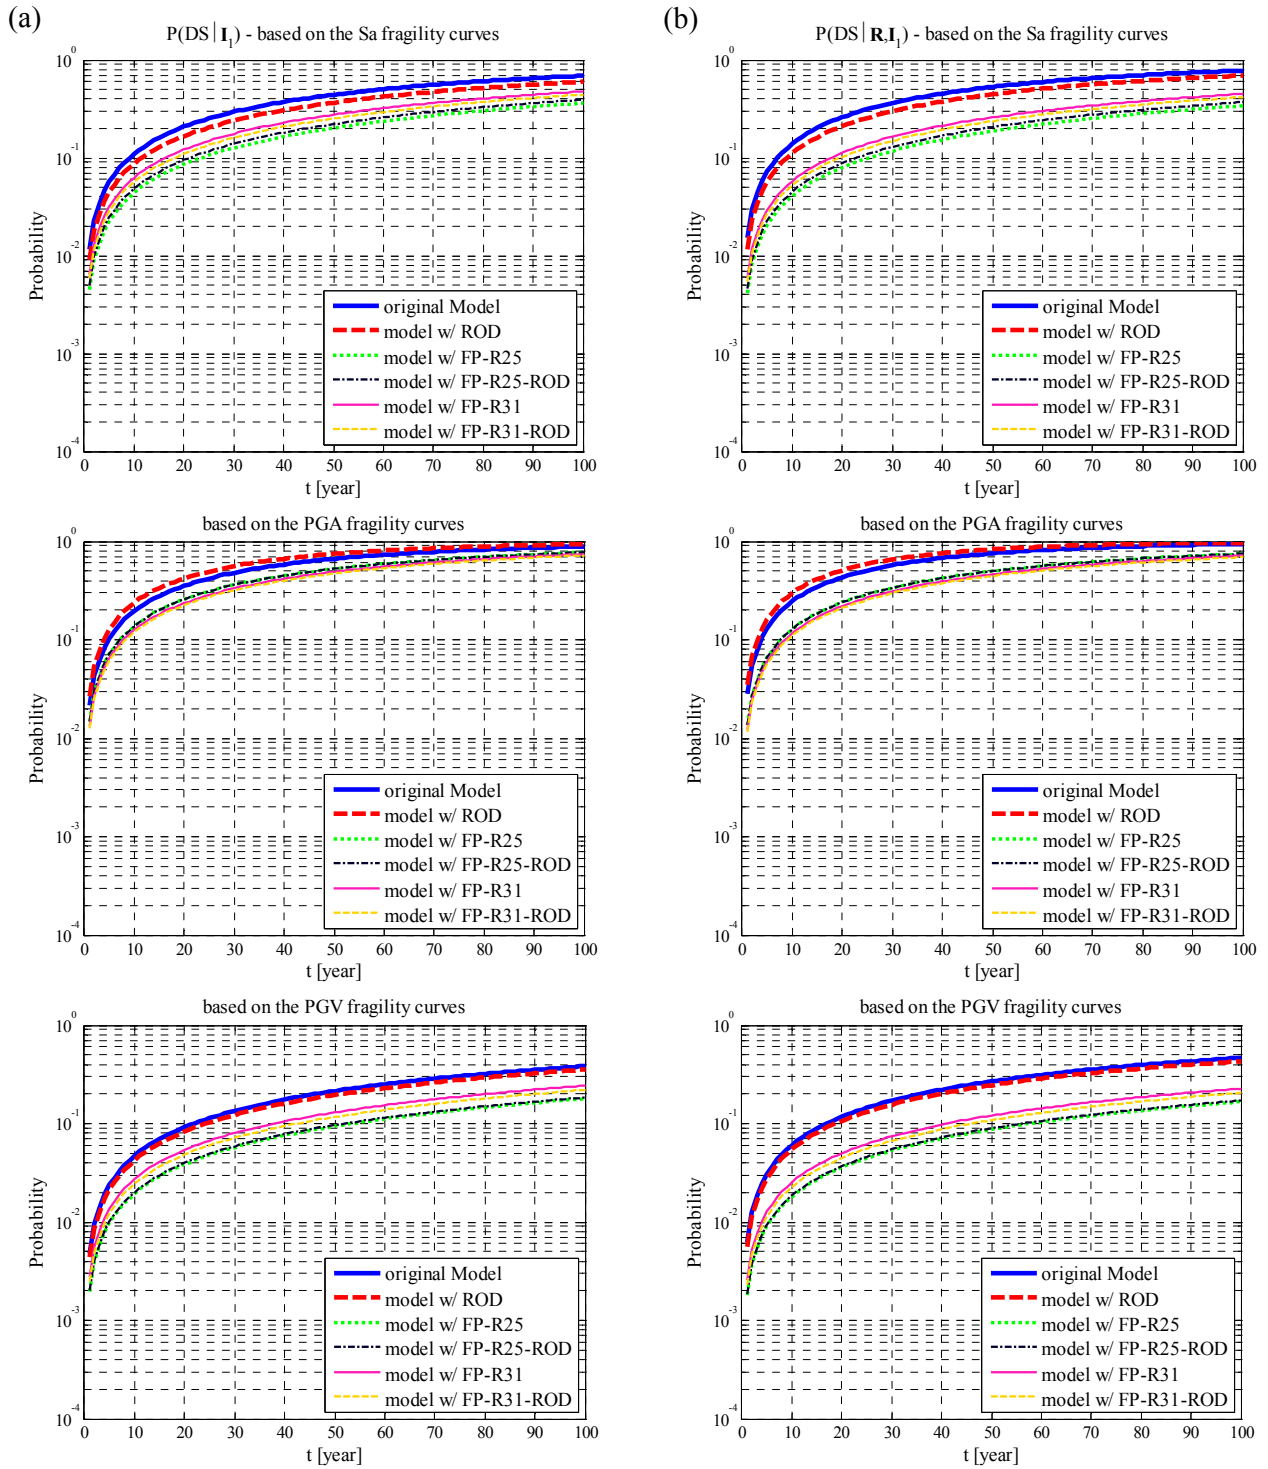 (a)
P(DS | I1) - based on the Sa fragility curves
10^0
10^-1
10^-2
10^-3
10^-4
Probability
original Model
model w/ ROD
model w/ FP-R25
model w/ FP-R25-ROD
model w/ FP-R31
model w/ FP-R31-ROD
0 10 20 30 40 50 60 70 80 90 100
t [year]
based on the PGA fragility curves
10^0
10^-1
10^-2
10^-3
10^-4
Probability
original Model
model w/ ROD
model w/ FP-R25
model w/ FP-R25-ROD
model w/ FP-R31
model w/ FP-R31-ROD
0 10 20 30 40 50 60 70 80 90 100
t [year]
based on the PGV fragility curves
10^0
10^-1
10^-2
10^-3
10^-4
Probability
original Model
model w/ ROD
model w/ FP-R25
model w/ FP-R25-ROD
model w/ FP-R31
model w/ FP-R31-ROD
0 10 20 30 40 50 60 70 80 90 100
t [year]
(b)
P(DS | R,I1) - based on the Sa fragility curves
10^0
10^-1
10^-2
10^-3
10^-4
Probability
original Model
model w/ ROD
model w/ FP-R25
model w/ FP-R25-ROD
model w/ FP-R31
model w/ FP-R31-ROD
0 10 20 30 40 50 60 70 80 90 100
t [year]
based on the PGA fragility curves
10^0
10^-1
10^-2
10^-3
10^-4
Probability
original Model
model w/ ROD
model w/ FP-R25
model w/ FP-R25-ROD
model w/ FP-R31
model w/ FP-R31-ROD
0 10 20 30 40 50 60 70 80 90 100
t [year]
based on the PGV fragility curves
10^0
10^-1
10^-2
10^-3
10^-4
Probability
original Model
model w/ ROD
model w/ FP-R25
model w/ FP-R25-ROD
model w/ FP-R31
model w/ FP-R31-ROD
0 10 20 30 40 50 60 70 80 90 100
t [year]